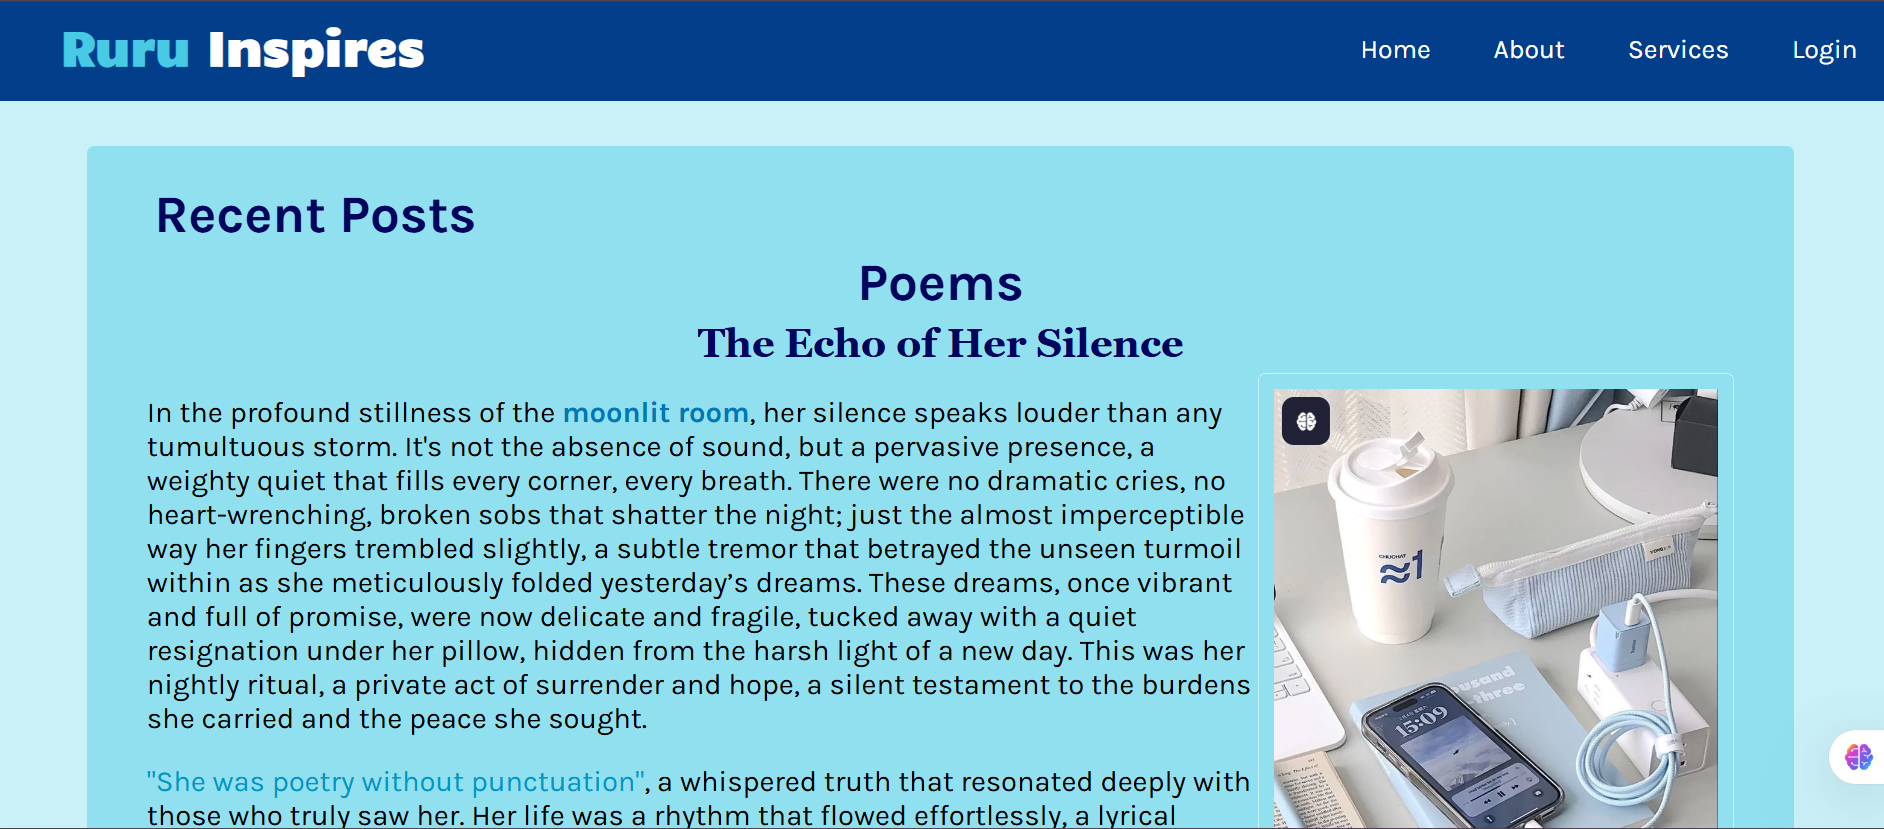 Ruru Inspires
Home About Services Login
Recent Posts
Poems
The Echo of Her Silence
In the profound stillness of the moonlit room, her silence speaks louder than any
tumultuous storm. It's not the absence of sound, but a pervasive presence, a
weighty quiet that fills every corner, every breath. There were no dramatic cries, no
heart-wrenching, broken sobs that shatter the night; just the almost imperceptible
way her fingers trembled slightly, a subtle tremor that betrayed the unseen turmoil
within as she meticulously folded yesterday’s dreams. These dreams, once vibrant
and full of promise, were now delicate and fragile, tucked away with a quiet
resignation under her pillow, hidden from the harsh light of a new day. This was her
nightly ritual, a private act of surrender and hope, a silent testament to the burdens
she carried and the peace she sought.
"She was poetry without punctuation", a whispered truth that resonated deeply with
those who truly saw her. Her life was a rhythm that flowed effortlessly, a lyrical
CHUCHAT
≈1
usand
-three
15:09